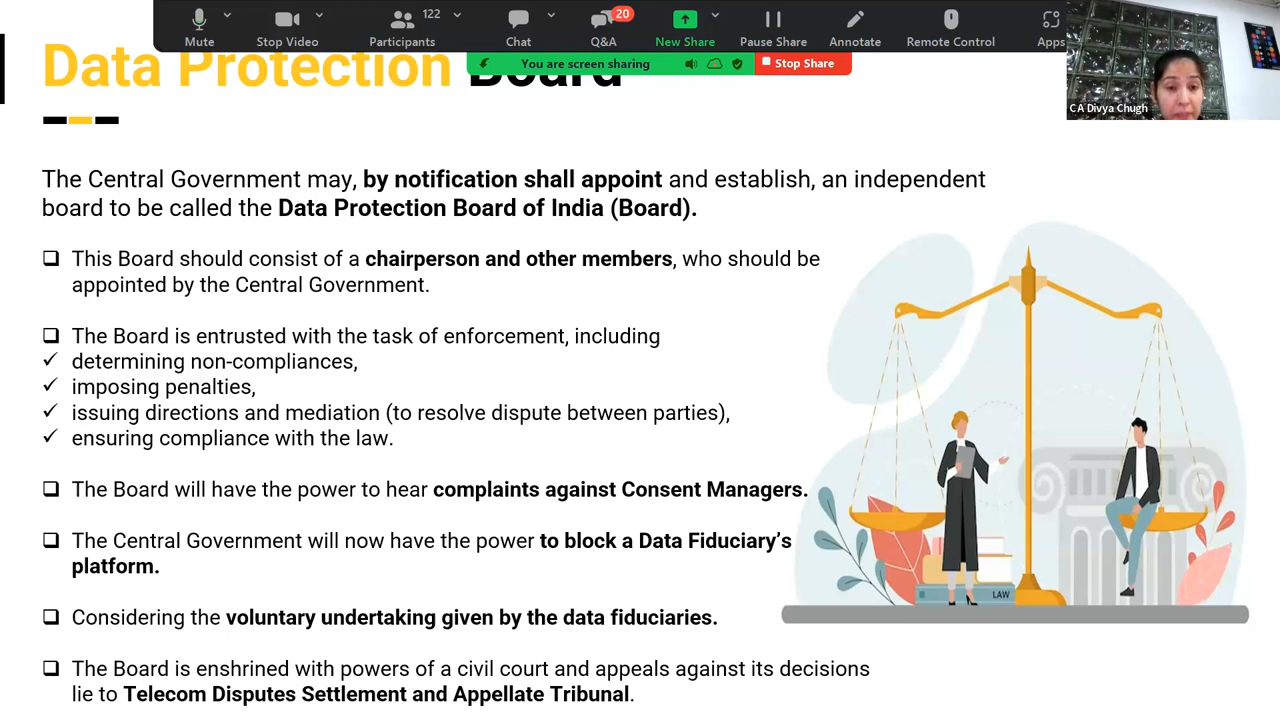 122
20
Mute
Stop Video
Participants
Chat
Q&A
New Share
Pause Share
Annotate
Remote Control
Apps
You are screen sharing
Stop Share
CA Divya Chugh
Data Protection Board
The Central Government may, by notification shall appoint and establish, an independent
board to be called the Data Protection Board of India (Board).
This Board should consist of a chairperson and other members, who should be
appointed by the Central Government.
The Board is entrusted with the task of enforcement, including
determining non-compliances,
imposing penalties,
issuing directions and mediation (to resolve dispute between parties),
ensuring compliance with the law.
The Board will have the power to hear complaints against Consent Managers.
The Central Government will now have the power to block a Data Fiduciary’s
platform.
Considering the voluntary undertaking given by the data fiduciaries.
The Board is enshrined with powers of a civil court and appeals against its decisions
lie to Telecom Disputes Settlement and Appellate Tribunal.
LAW